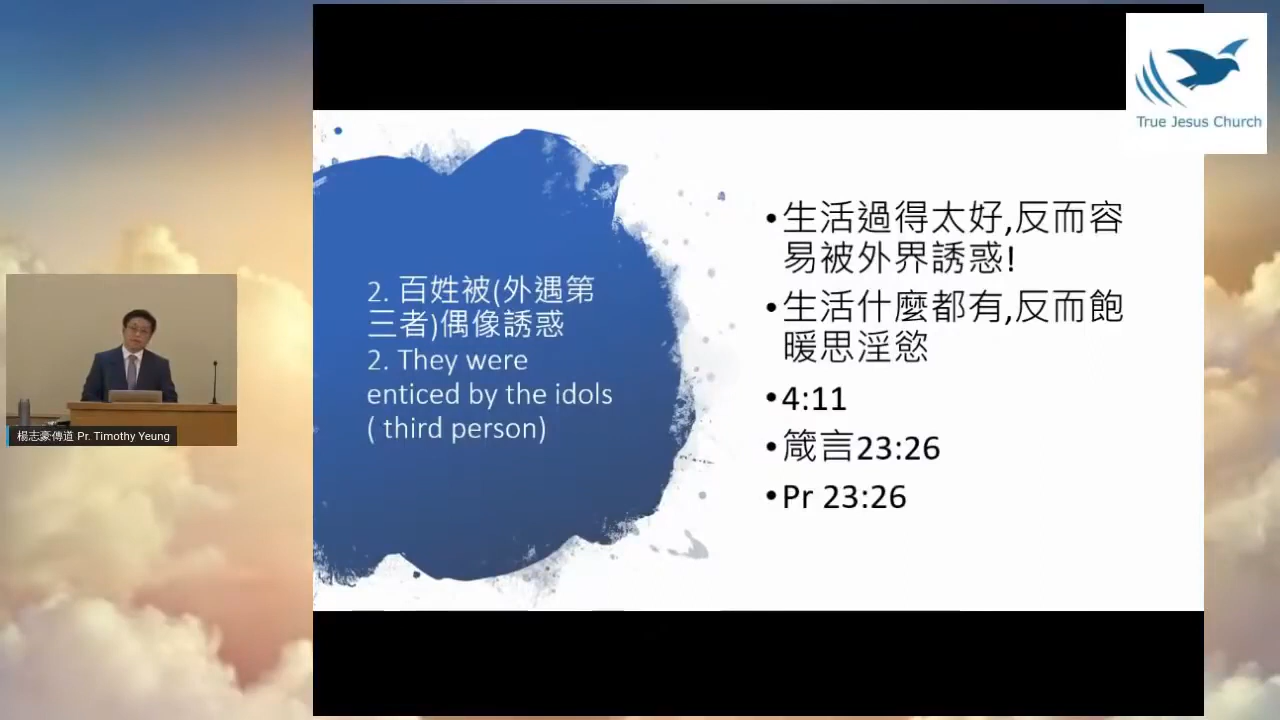 True Jesus Church
2. 百姓被(外遇第
三者)偶像誘惑
2. They were
enticed by the idols
( third person)
•生活過得太好,反而容
易被外界誘惑!
•生活什麼都有,反而飽
暖思淫慾
•4:11
•箴言23:26
•Pr 23:26
楊志豪傳道 Pr. Timothy Yeung